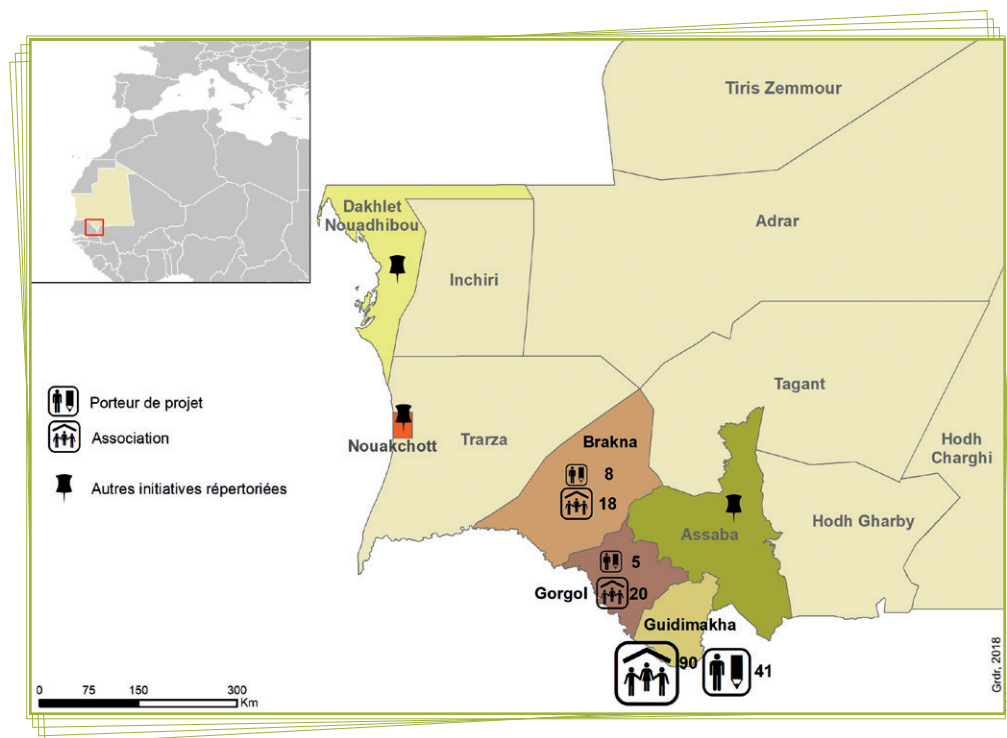 Tiris Zemmour
Dakhlet
Nouadhibou
Adrar
Inchiri
Tagant
Porteur de projet
Association
Autres initiatives répertoriées
Nouakchott
Trarza
Brakna
8
18
Hodh
Charghi
Assaba
Hodh Gharby
5
Gorgol
20
Guidimakha
90
41
0 75 150 300
Km
Grdr, 2018